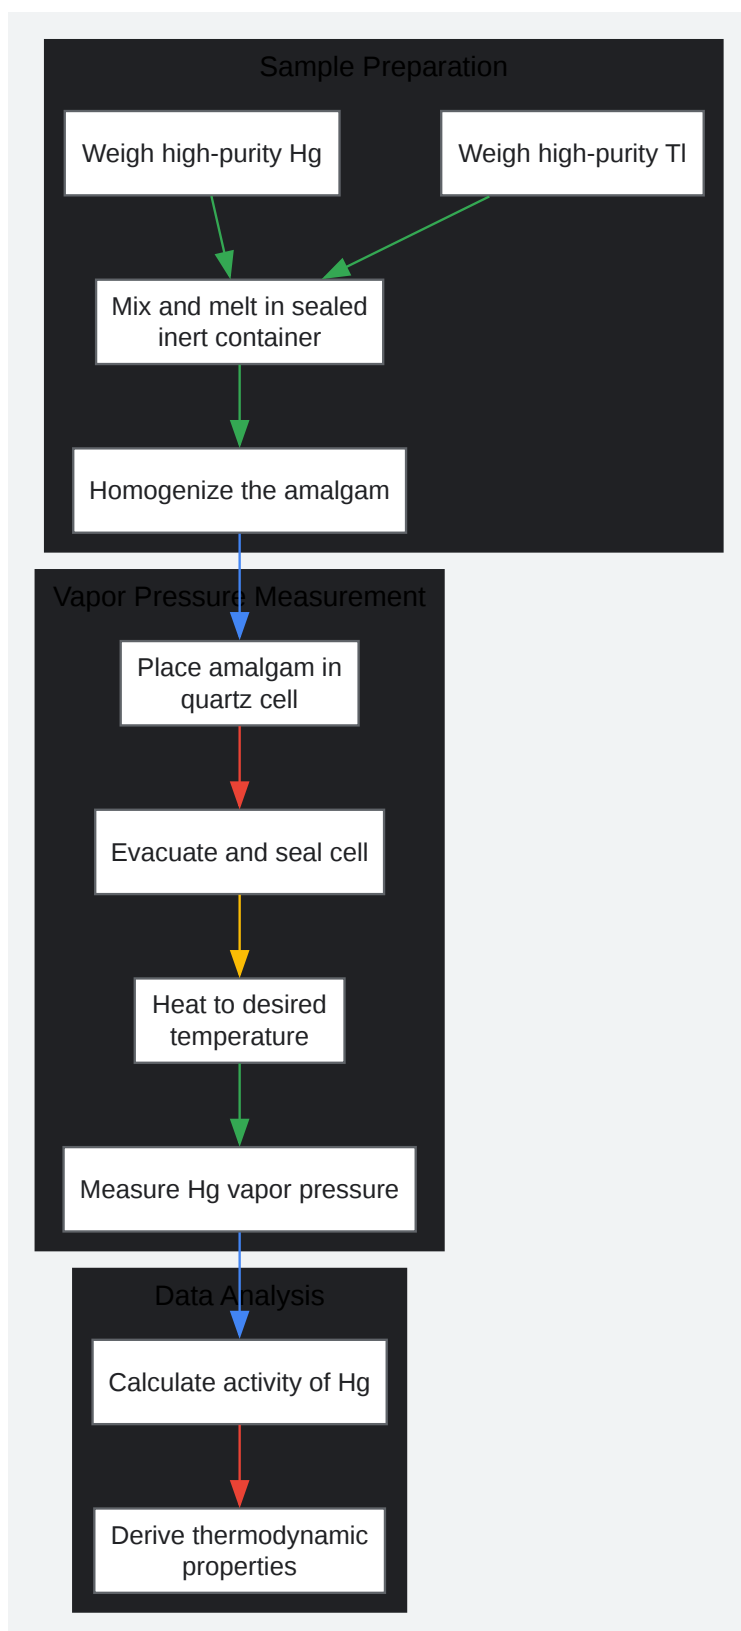 Sample Preparation
Weigh high-purity Hg
Weigh high-purity Tl
Mix and melt in sealed
inert container
Homogenize the amalgam
Vapor Pressure Measurement
Place amalgam in
quartz cell
Evacuate and seal cell
Heat to desired
temperature
Measure Hg vapor pressure
Data Analysis
Calculate activity of Hg
Derive thermodynamic
properties